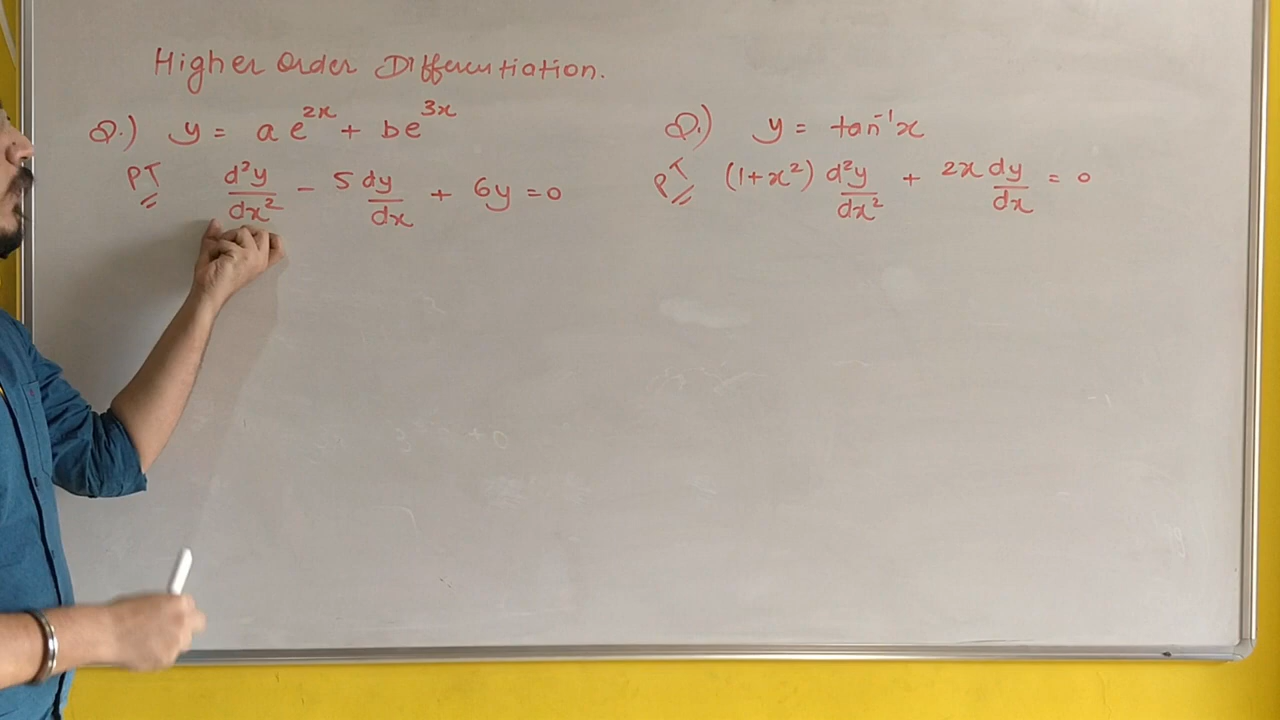 Higher Order Differentiation.
Q.) y = a e^{2x} + be^{3x}
PT d²y/dx² - 5 dy/dx + 6y = 0
Q.) y = tan⁻¹x
PT (1+x²) d²y/dx² + 2x dy/dx = 0